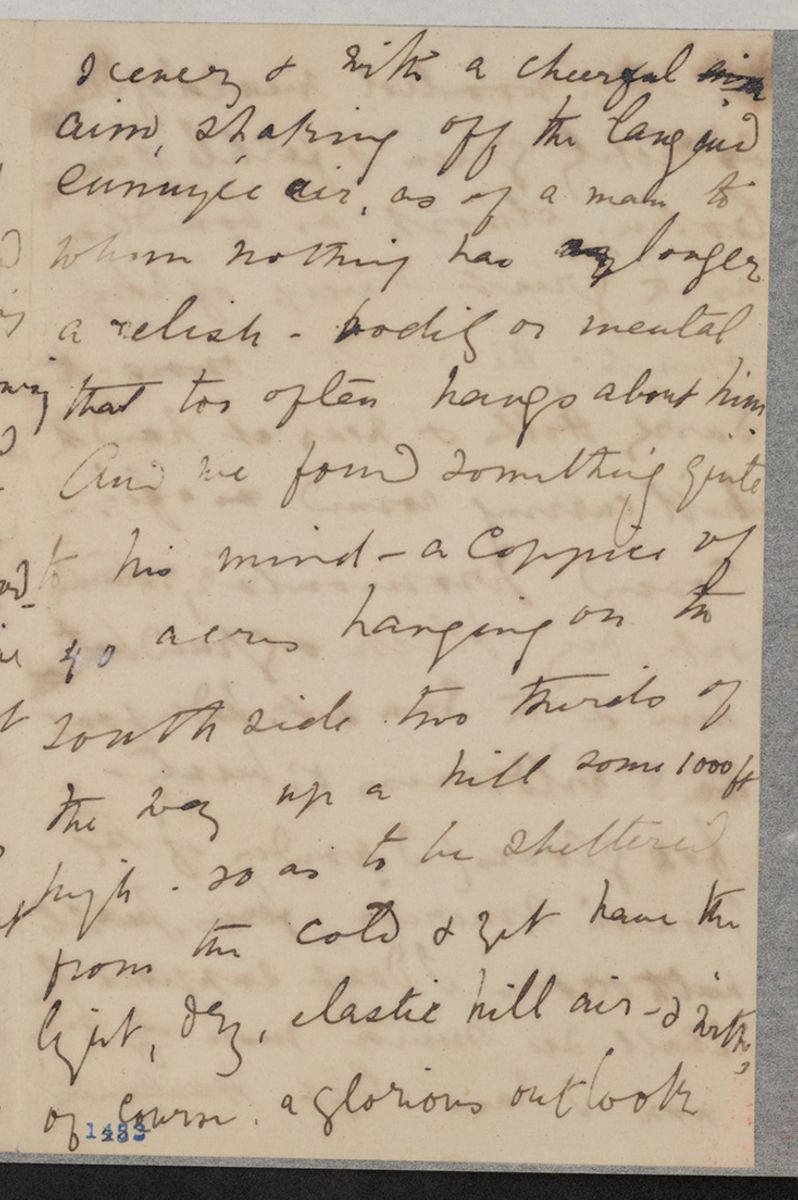 scenery & with a cheerful
aim, shaking off the languid
ennuyée air, as of a man to
whom nothing has longer
a relish - bodily or mental
that too often hangs about him
And we found something quite
to his mind - a coppice of
40 acres hanging on the
south side two thirds of
the way up a hill some 1000 ft
high - so as to be sheltered
from the cold & yet have the
light, dry, elastic hill air - & with,
of course, a glorious outlook